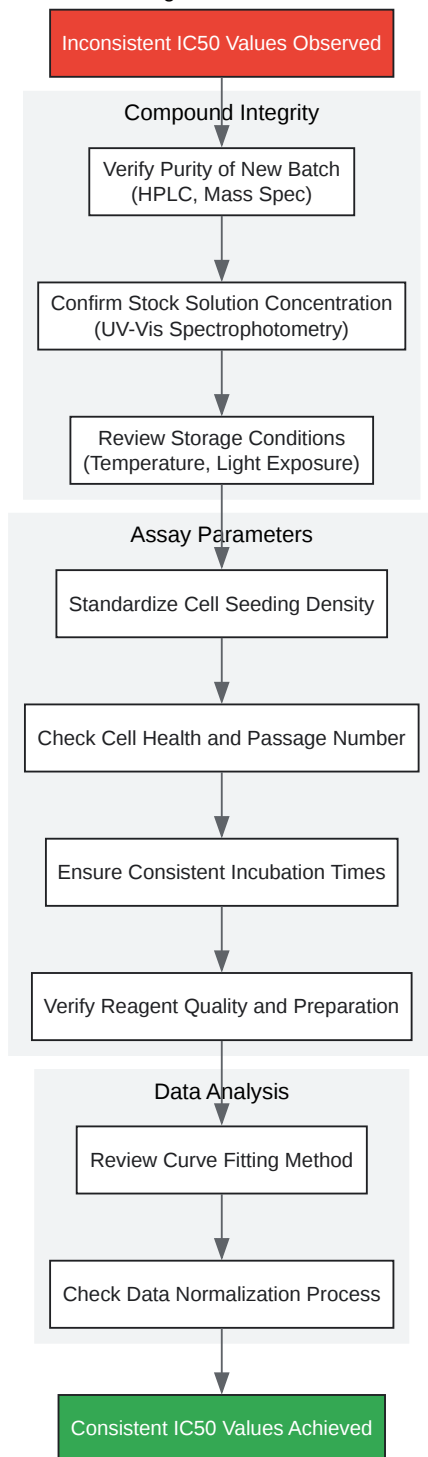 Inconsistent IC50 Values Observed
Compound Integrity
Verify Purity of New Batch
(HPLC, Mass Spec)
Confirm Stock Solution Concentration
(UV-Vis Spectrophotometry)
Review Storage Conditions
(Temperature, Light Exposure)
Assay Parameters
Standardize Cell Seeding Density
Check Cell Health and Passage Number
Ensure Consistent Incubation Times
Verify Reagent Quality and Preparation
Data Analysis
Review Curve Fitting Method
Check Data Normalization Process
Consistent IC50 Values Achieved